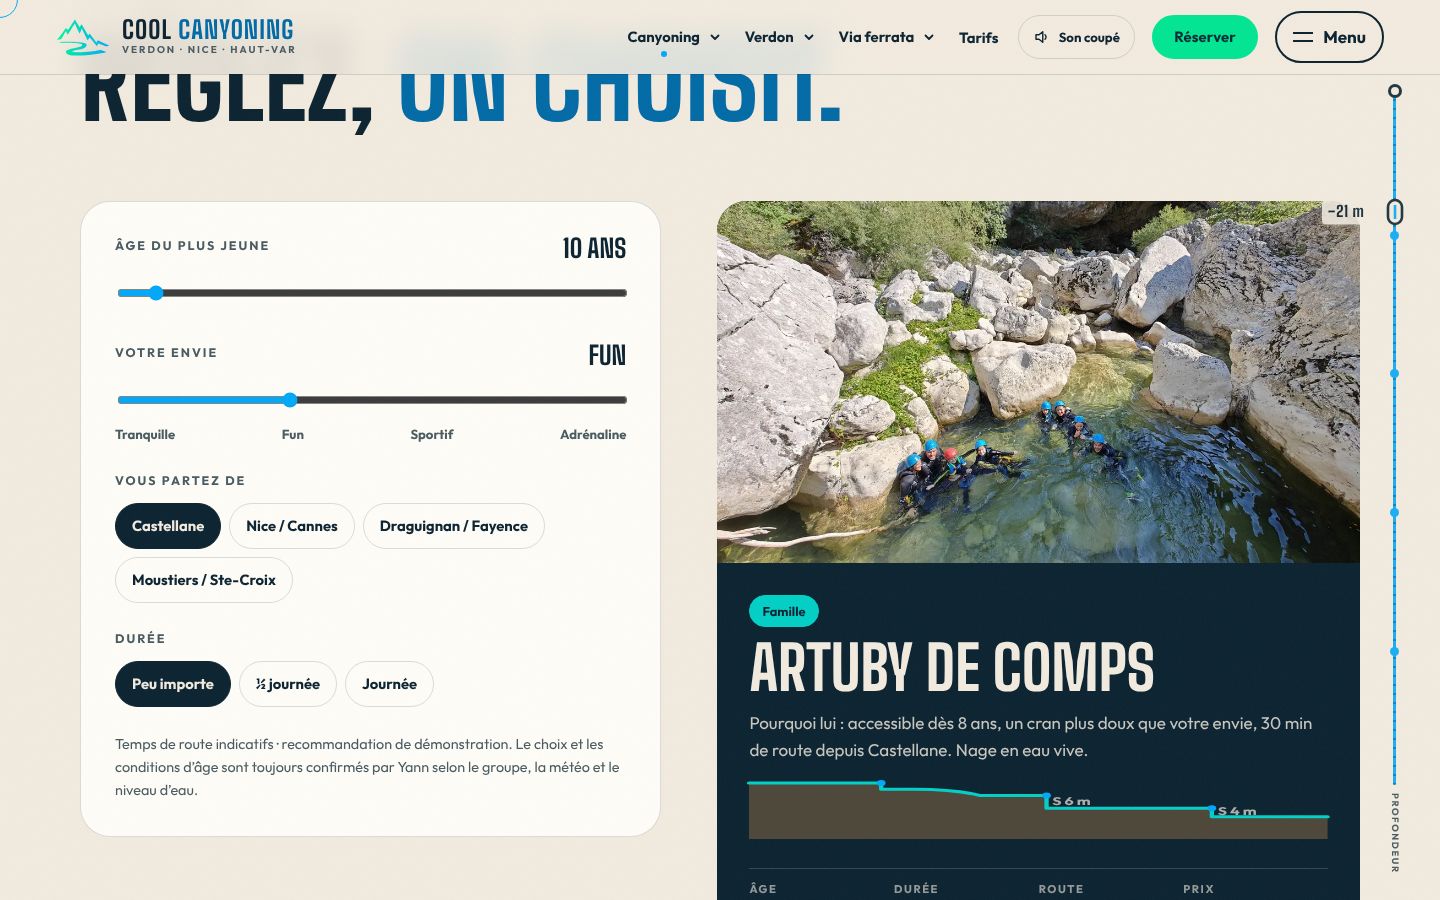 COOL CANYONING
VERDON · NICE · HAUT-VAR
Canyoning
Verdon
Via ferrata
Tarifs
Son coupé
Réserver
Menu
RÉGLEZ, ON CHOISIT.
−21 m
ÂGE DU PLUS JEUNE
10 ANS
VOTRE ENVIE
FUN
Tranquille
Fun
Sportif
Adrénaline
VOUS PARTEZ DE
Castellane
Nice / Cannes
Draguignan / Fayence
Moustiers / Ste-Croix
DURÉE
Peu importe
½ journée
Journée
Temps de route indicatifs · recommandation de démonstration. Le choix et les
conditions d’âge sont toujours confirmés par Yann selon le groupe, la météo et le
niveau d’eau.
Famille
ARTUBY DE COMPS
Pourquoi lui : accessible dès 8 ans, un cran plus doux que votre envie, 30 min
de route depuis Castellane. Nage en eau vive.
S 6 m
S 4 m
ÂGE
DURÉE
ROUTE
PRIX
PROFONDEUR